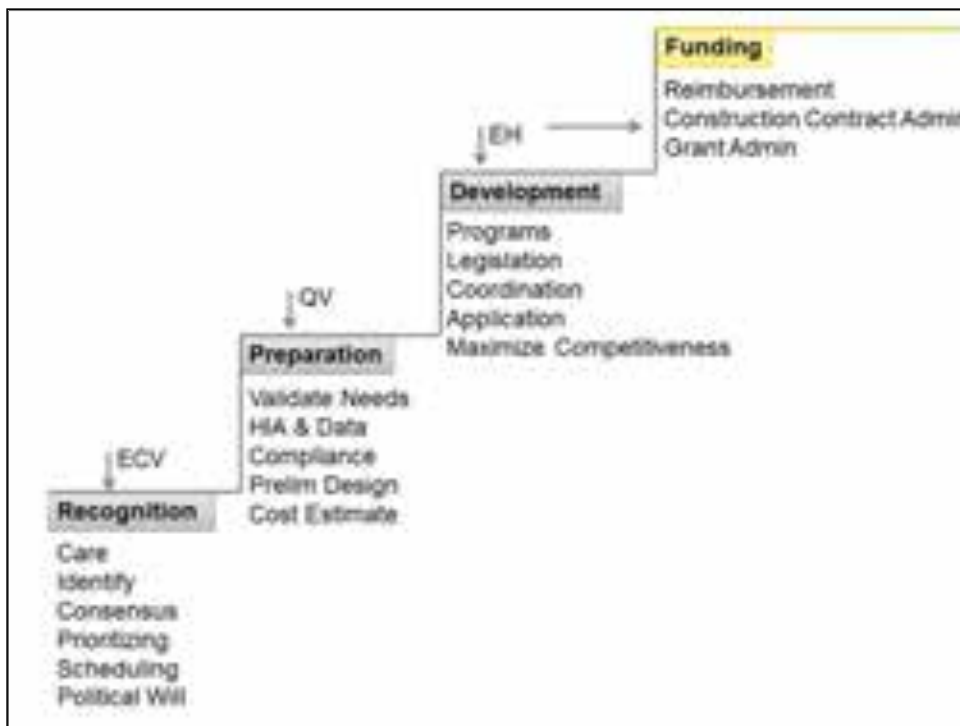 Funding
Reimbursement
Construction Contract Admin
Grant Admin
EH
Development
Programs
Legislation
Coordination
Application
Maximize Competitiveness
QV
Preparation
Validate Needs
HIA & Data
Compliance
Prelim Design
Cost Estimate
ECV
Recognition
Care
Identify
Consensus
Prioritizing
Scheduling
Political Will